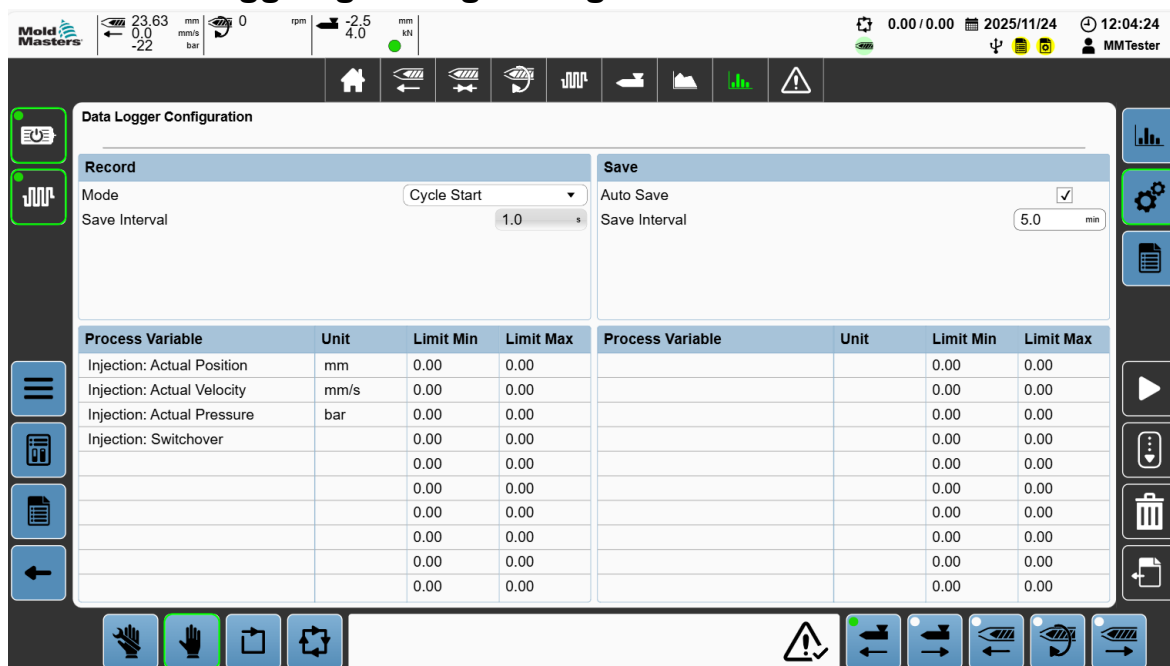 Mold Masters
23.63 mm
0.0 mm/s
-22 bar
0 rpm
-2.5 mm
4.0 kN
0.00 / 0.00 2025/11/24 12:04:24
MMTester
Data Logger Configuration
Record
Mode Cycle Start
Save Interval 1.0 s
Save
Auto Save
Save Interval 5.0 min
Process Variable Unit Limit Min Limit Max Process Variable Unit Limit Min Limit Max
Injection: Actual Position mm 0.00 0.00 0.00 0.00
Injection: Actual Velocity mm/s 0.00 0.00 0.00 0.00
Injection: Actual Pressure bar 0.00 0.00 0.00 0.00
Injection: Switchover 0.00 0.00 0.00 0.00
0.00 0.00 0.00 0.00
0.00 0.00 0.00 0.00
0.00 0.00 0.00 0.00
0.00 0.00 0.00 0.00
0.00 0.00 0.00 0.00
0.00 0.00 0.00 0.00